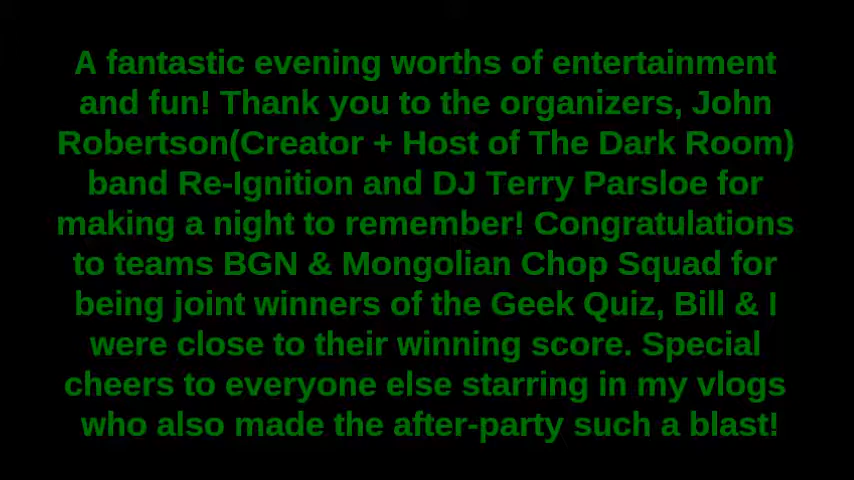 A fantastic evening worths of entertainment
and fun! Thank you to the organizers, John
Robertson(Creator + Host of The Dark Room)
band Re-Ignition and DJ Terry Parsloe for
making a night to remember! Congratulations
to teams BGN & Mongolian Chop Squad for
being joint winners of the Geek Quiz, Bill & I
were close to their winning score. Special
cheers to everyone else starring in my vlogs
who also made the after-party such a blast!